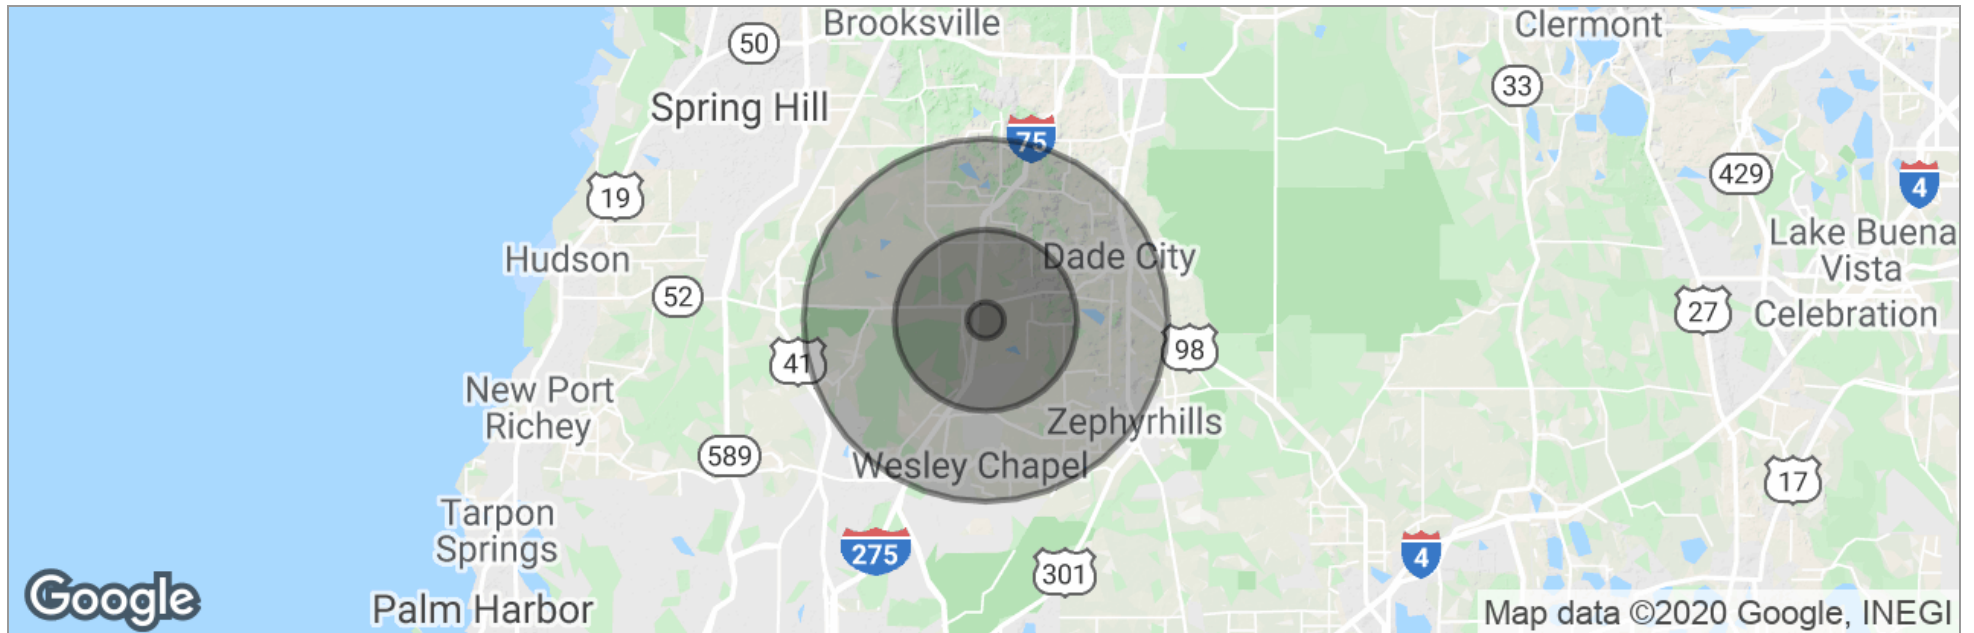 Brooksville
Clermont
50
33
Spring Hill
75
429
4
19
Lake Buena
Vista
Hudson
Dade City
52
27
Celebration
41
98
New Port
Richey
Zephyrhills
589
Wesley Chapel
17
Tarpon
Springs
275
4
301
Google
Palm Harbor
Map data ©2020 Google, INEGI